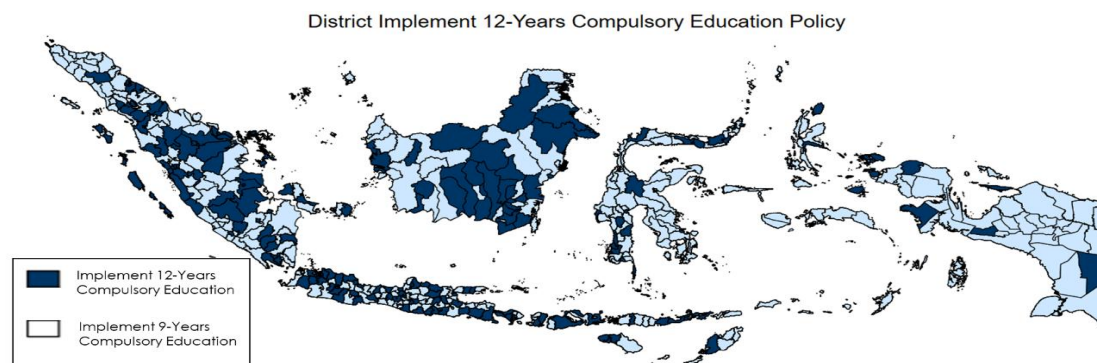 District Implement 12-Years Compulsory Education Policy
Implement 12-Years
Compulsory Education
Implement 9-Years
Compulsory Education